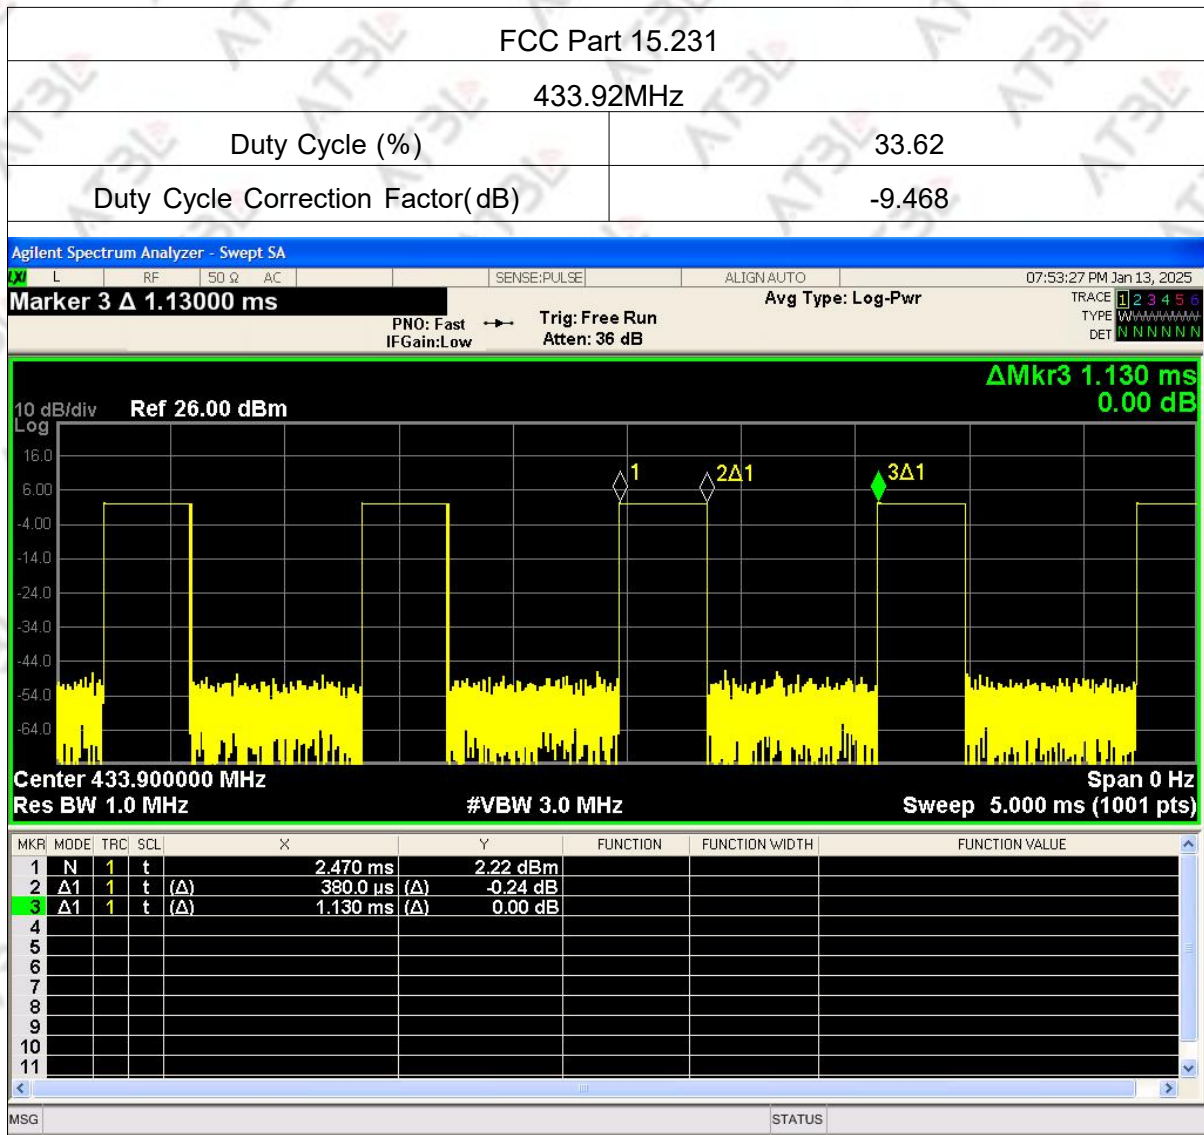 FCC Part 15.231
433.92MHz
Duty Cycle (%) 33.62
Duty Cycle Correction Factor(dB) -9.468
Agilent Spectrum Analyzer - Swept SA
LXI L RF 50 Ω AC SENSE:PULSE ALIGN AUTO 07:53:27 PM Jan 13, 2025
Marker 3 Δ 1.13000 ms
PNO: Fast
IFGain:Low
Trig: Free Run
Atten: 36 dB
Avg Type: Log-Pwr
TRACE 1 2 3 4 5 6
TYPE WWWWWWW
DET N N N N N N
ΔMkr3 1.130 ms
0.00 dB
10 dB/div Ref 26.00 dBm
Log
16.0
6.00
-4.00
-14.0
-24.0
-34.0
-44.0
-54.0
-64.0
1
2Δ1
3Δ1
Center 433.900000 MHz Span 0 Hz
Res BW 1.0 MHz #VBW 3.0 MHz Sweep 5.000 ms (1001 pts)
MKR MODE TRC SCL X Y FUNCTION FUNCTION WIDTH FUNCTION VALUE
1 N 1 t 2.470 ms 2.22 dBm
2 Δ1 1 t (Δ) 380.0 µs (Δ) -0.24 dB
3 Δ1 1 t (Δ) 1.130 ms (Δ) 0.00 dB
4
5
6
7
8
9
10
11
MSG STATUS